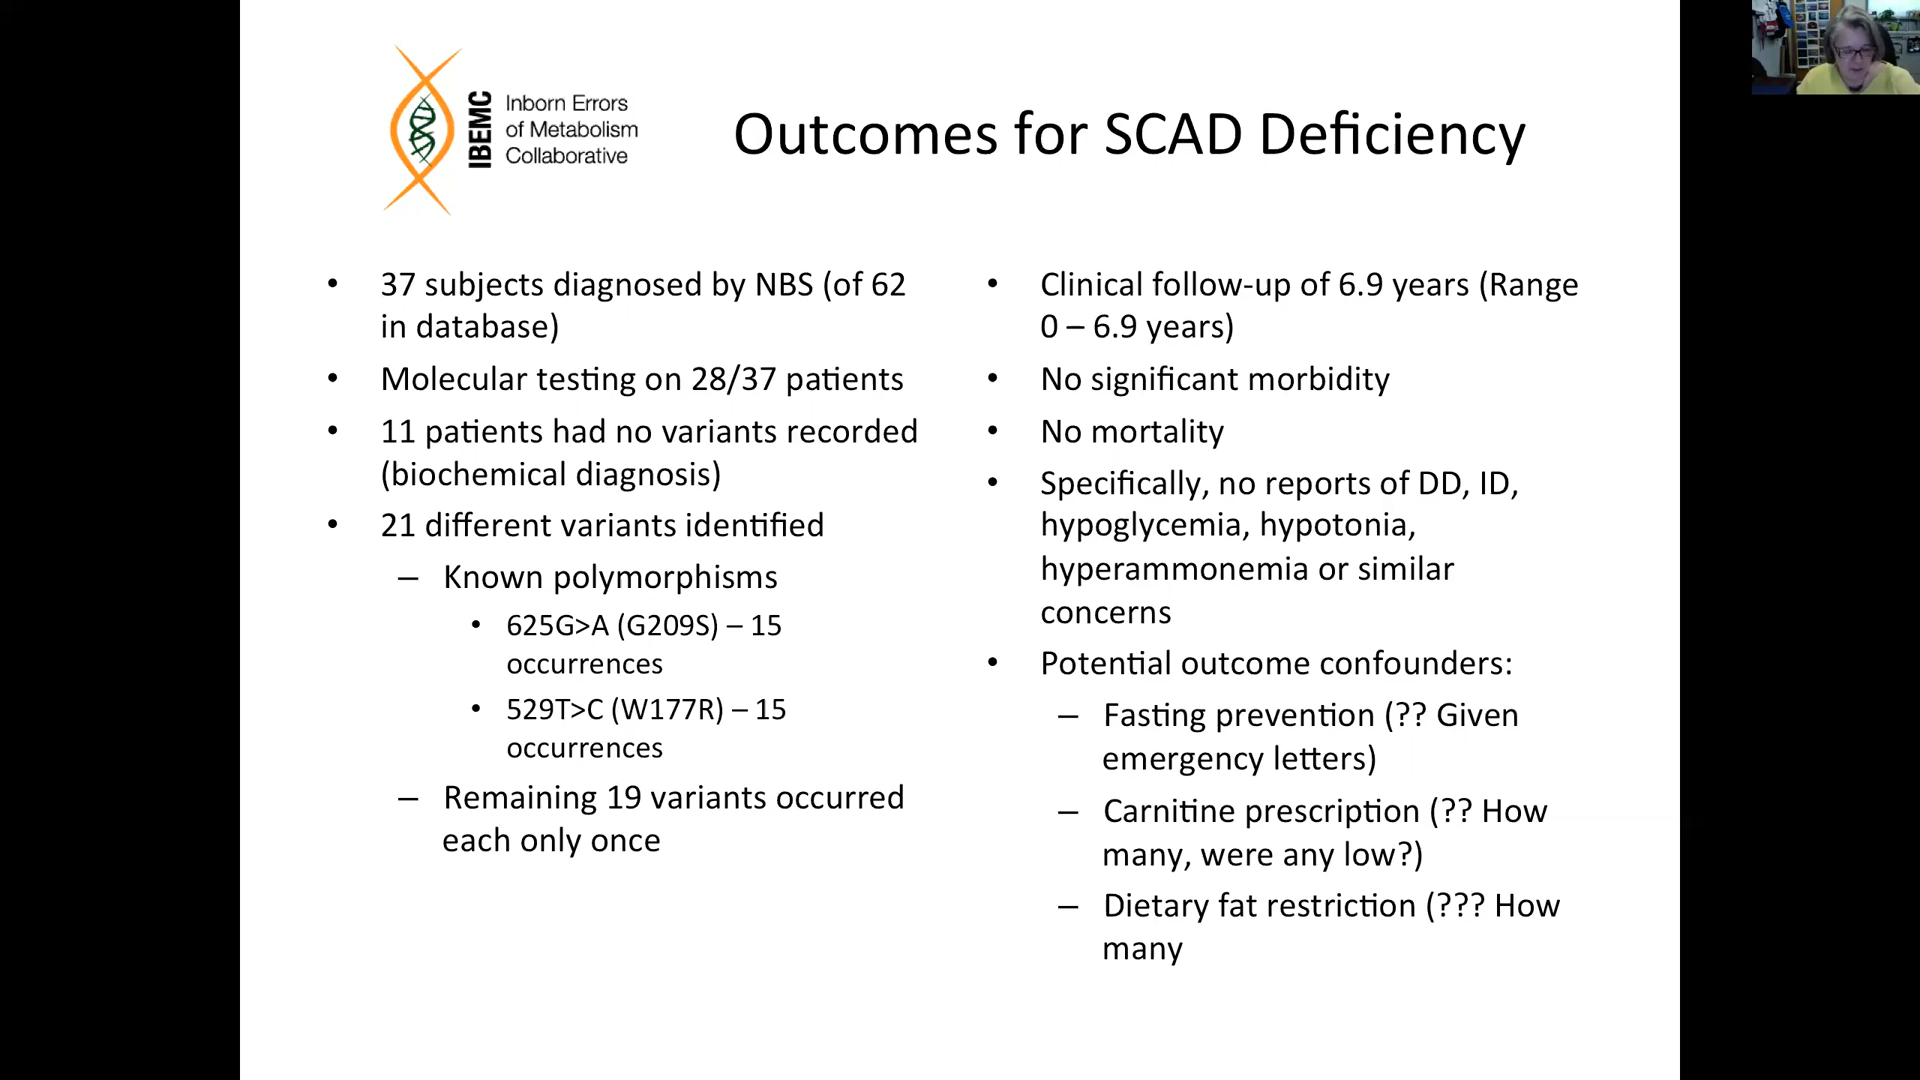 IBEMC
Inborn Errors
of Metabolism
Collaborative
Outcomes for SCAD Deficiency
• 37 subjects diagnosed by NBS (of 62
in database)
• Molecular testing on 28/37 patients
• 11 patients had no variants recorded
(biochemical diagnosis)
• 21 different variants identified
– Known polymorphisms
• 625G>A (G209S) – 15
occurrences
• 529T>C (W177R) – 15
occurrences
– Remaining 19 variants occurred
each only once
• Clinical follow-up of 6.9 years (Range
0 – 6.9 years)
• No significant morbidity
• No mortality
• Specifically, no reports of DD, ID,
hypoglycemia, hypotonia,
hyperammonemia or similar
concerns
• Potential outcome confounders:
– Fasting prevention (?? Given
emergency letters)
– Carnitine prescription (?? How
many, were any low?)
– Dietary fat restriction (??? How
many